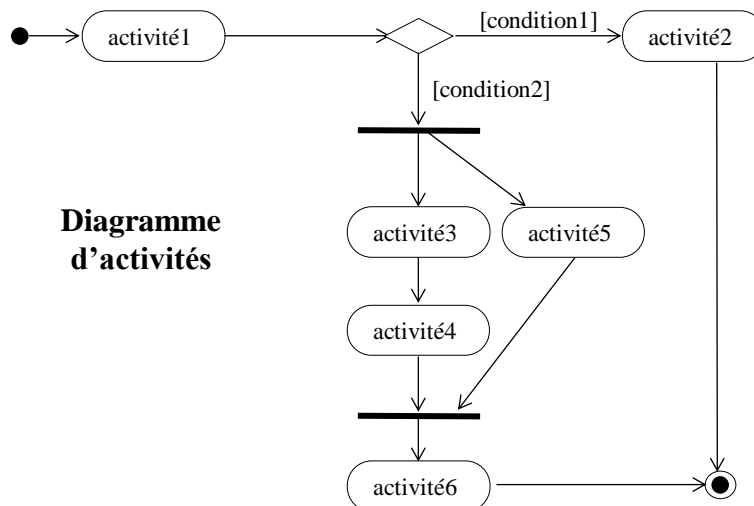 [condition1]
activité1
activité2
[condition2]
Diagramme
d’activités
activité3
activité5
activité4
activité6